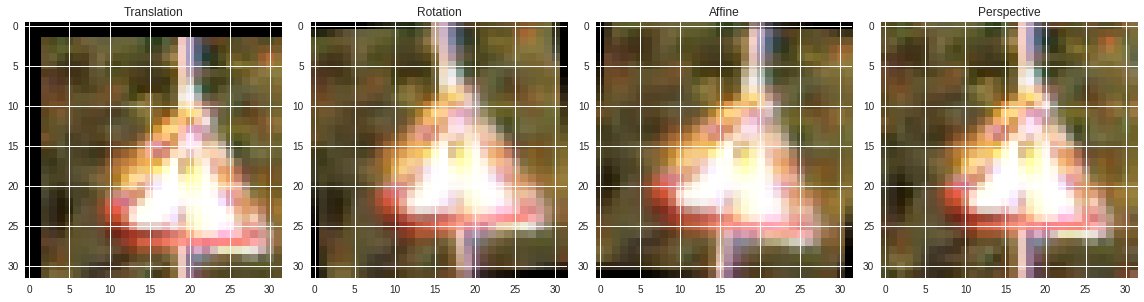 Translation Rotation Affine Perspective
0 0 0 0
5 5 5 5
10 10 10 10
15 15 15 15
20 20 20 20
25 25 25 25
30 30 30 30
0 5 10 15 20 25 30 0 5 10 15 20 25 30 0 5 10 15 20 25 30 0 5 10 15 20 25 30